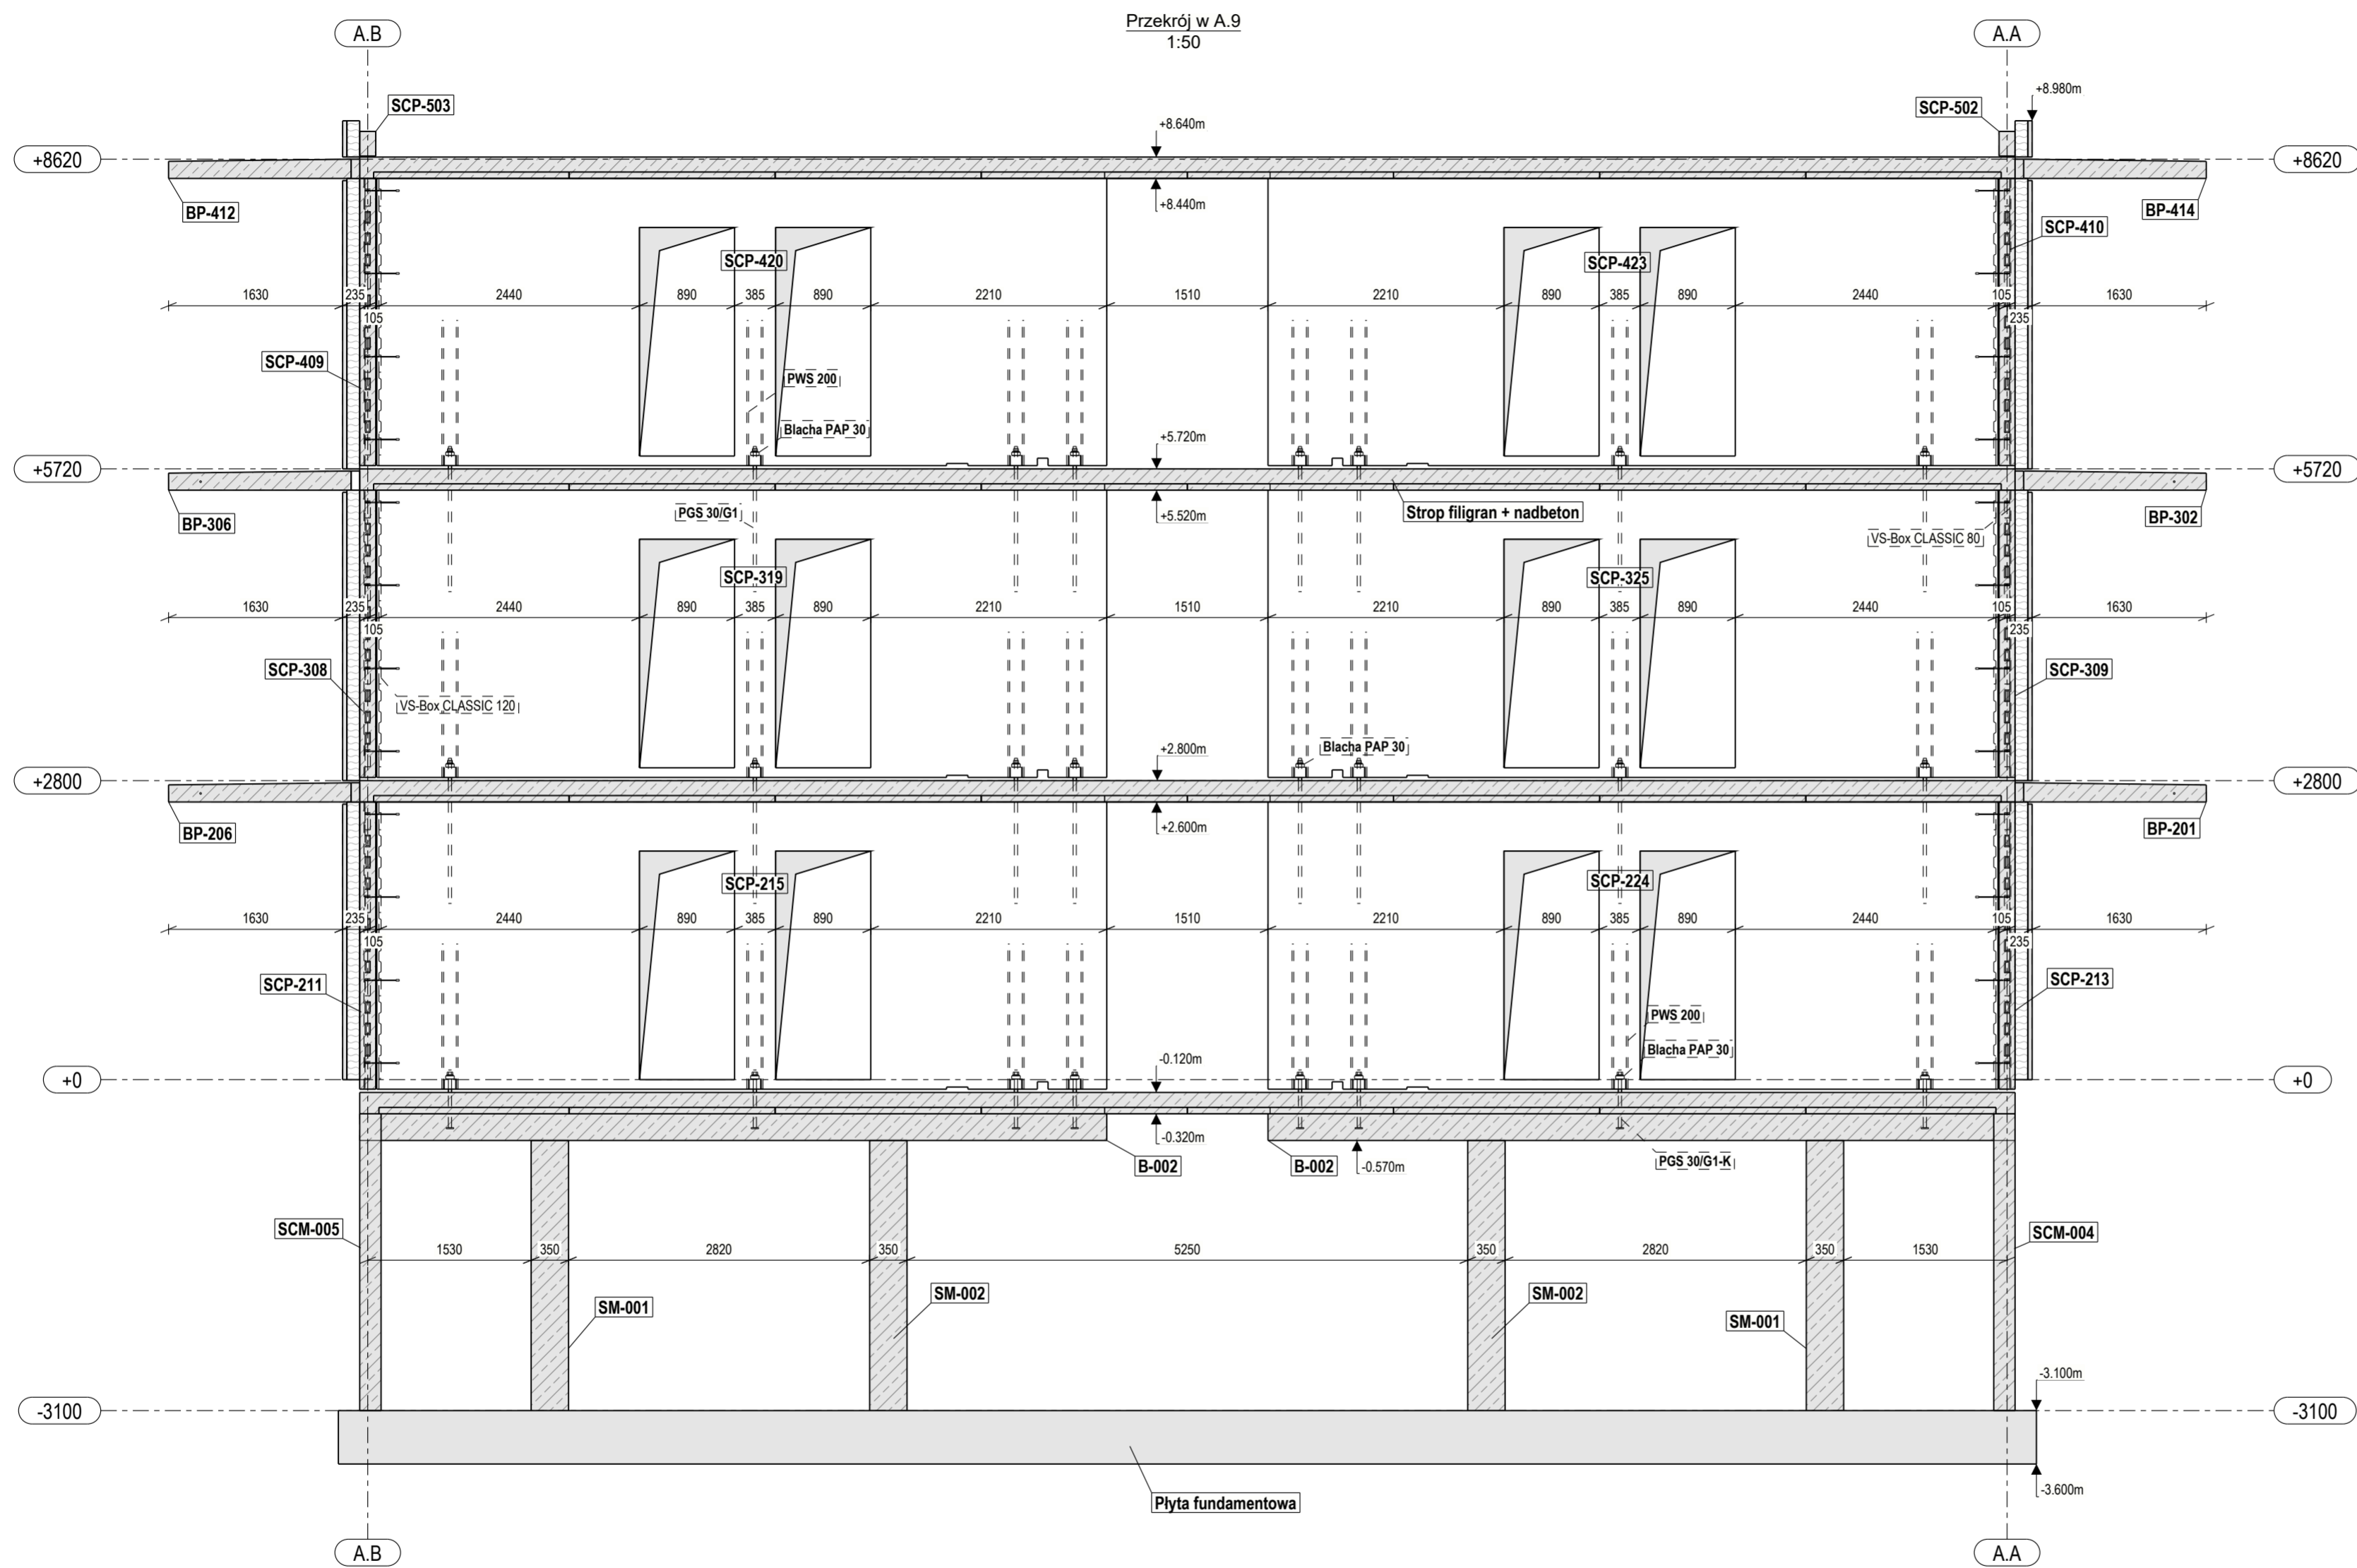 Przekrój w A.9
1:50
A.B
A.A
SCP-503
SCP-502
+8.980m
+8.640m
+8620
+8620
BP-412
+8.440m
BP-414
SCP-410
SCP-420
SCP-423
1630
235
2440
890
385
890
2210
1510
2210
890
385
890
2440
105
1630
105
235
SCP-409
PWS 200
Blacha PAP 30
+5.720m
+5720
+5720
BP-306
PGS 30/G1
+5.520m
Strop filigran + nadbeton
BP-302
VS-Box CLASSIC 80
SCP-319
SCP-325
1630
235
2440
890
385
890
2210
1510
2210
890
385
890
2440
105
1630
105
235
SCP-308
SCP-309
VS-Box CLASSIC 120
Blacha PAP 30
+2.800m
+2800
+2800
BP-206
+2.600m
BP-201
SCP-215
SCP-224
1630
235
2440
890
385
890
2210
1510
2210
890
385
890
2440
105
1630
105
235
SCP-211
SCP-213
PWS 200
Blacha PAP 30
-0.120m
+0
+0
-0.320m
B-002
B-002
-0.570m
PGS 30/G1-K
SCM-005
SCM-004
1530
350
2820
350
5250
350
2820
350
1530
SM-001
SM-002
SM-002
SM-001
-3.100m
-3100
-3100
-3.600m
Płyta fundamentowa
A.B
A.A